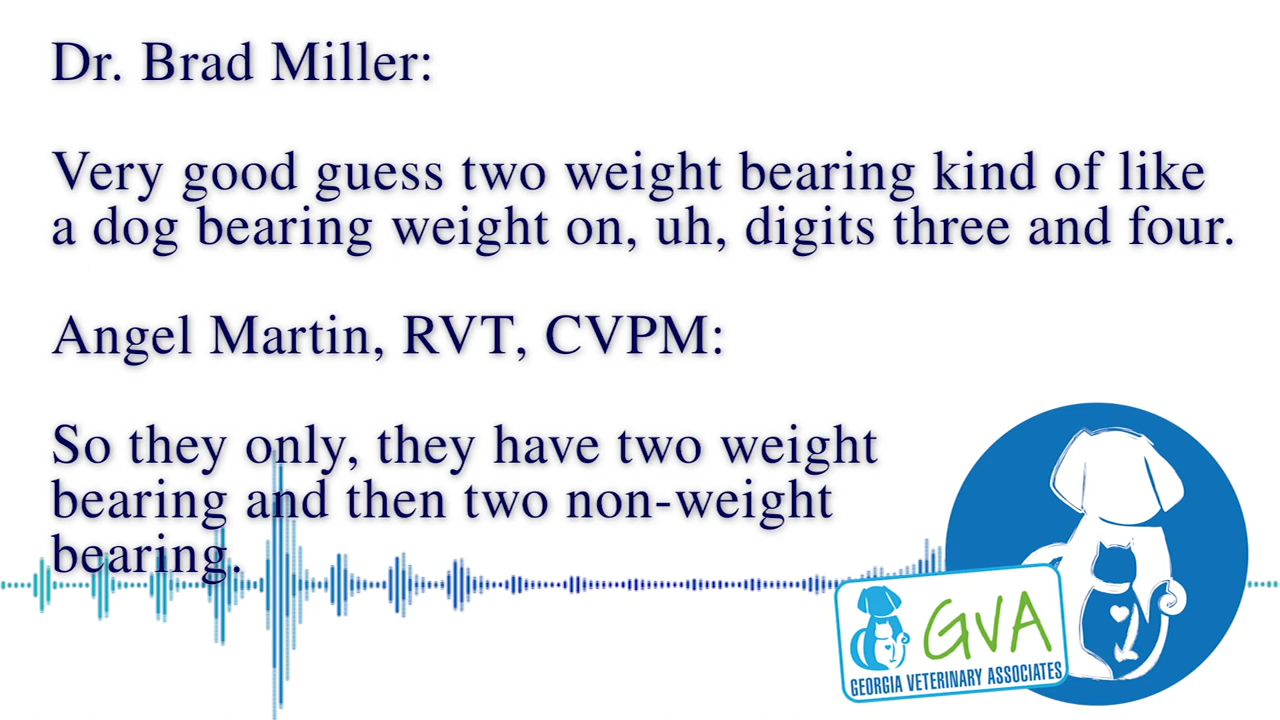 Dr. Brad Miller:
Very good guess two weight bearing kind of like
a dog bearing weight on, uh, digits three and four.
Angel Martin, RVT, CVPM:
So they only, they have two weight
bearing and then two non-weight
bearing.
GVA
GEORGIA VETERINARY ASSOCIATES